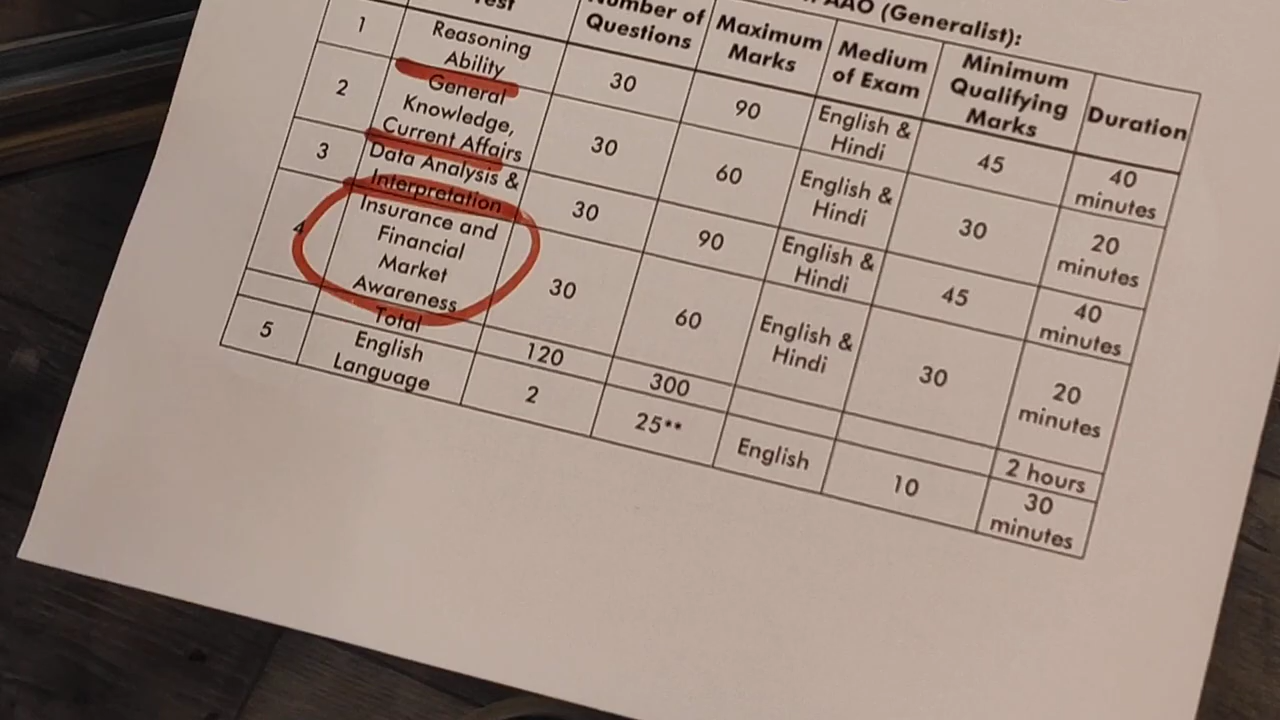 AAO (Generalist):
Test
Number of
Questions
Maximum
Marks
Medium
of Exam
Minimum
Qualifying
Marks
Duration
1
Reasoning
Ability
30
90
English &
Hindi
45
40
minutes
2
General
Knowledge,
Current Affairs
30
60
English &
Hindi
30
20
minutes
3
Data Analysis &
Interpretation
30
90
English &
Hindi
45
40
minutes
4
Insurance and
Financial
Market
Awareness
30
60
English &
Hindi
30
20
minutes
Total
120
300
2 hours
5
English
Language
2
25**
English
10
30
minutes